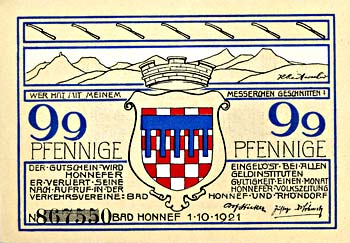 WER HAT MIT MEINEM MESSERCHEN GESCHNITTEN!
99 99
PFENNIGE PFENNIGE
DER GUTSCHEIN WIRD EINGELÖST BEI ALLEN
HONNEFER GELDINSTITUTEN
ER VERLIERT SEINE GÜLTIGKEIT EINEN MONAT
NACH AUFRUF IN DER HONNEFER VOLKSZEITUNG
VERKEHRSVEREINE: BAD HONNEF UND RHÖNDORF
No 867550 BAD HONNEF 1·10·1921